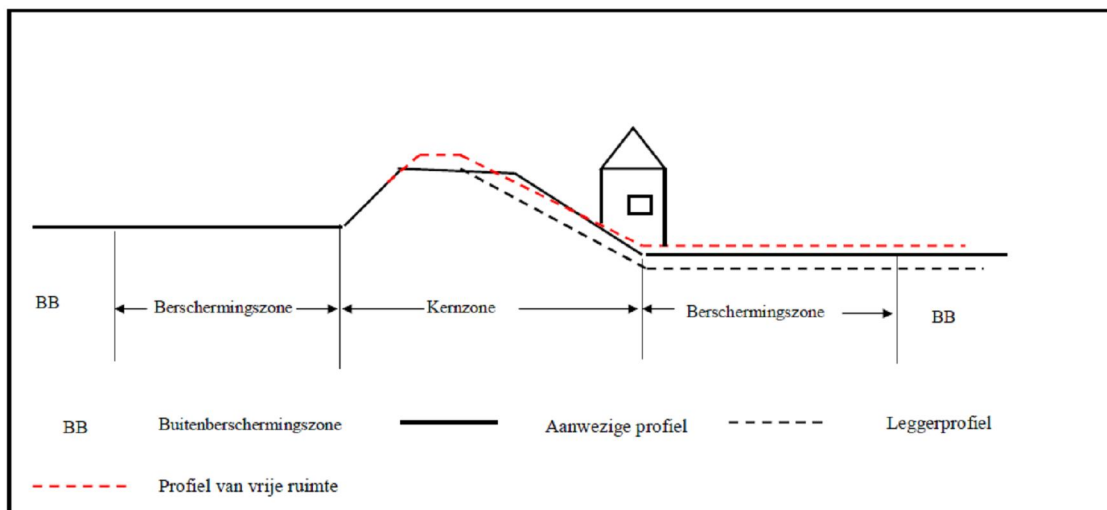 BB
Berschermingszone
Kernzone
Berschermingszone
BB
BB
Buitenberschermingszone
Aanwezige profiel
Leggerprofiel
Profiel van vrije ruimte